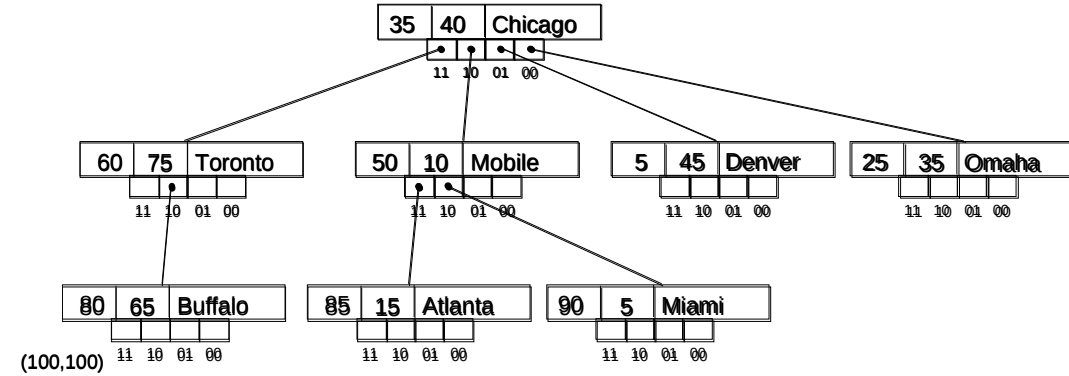 35 40 Chicago
11 10 01 00
60 75 Toronto 50 10 Mobile 5 45 Denver 25 35 Omaha
11 10 01 00 11 10 01 00 11 10 01 00 11 10 01 00
80 65 Buffalo 85 15 Atlanta 90 5 Miami
11 10 01 00 11 10 01 00 11 10 01 00
(100,100)